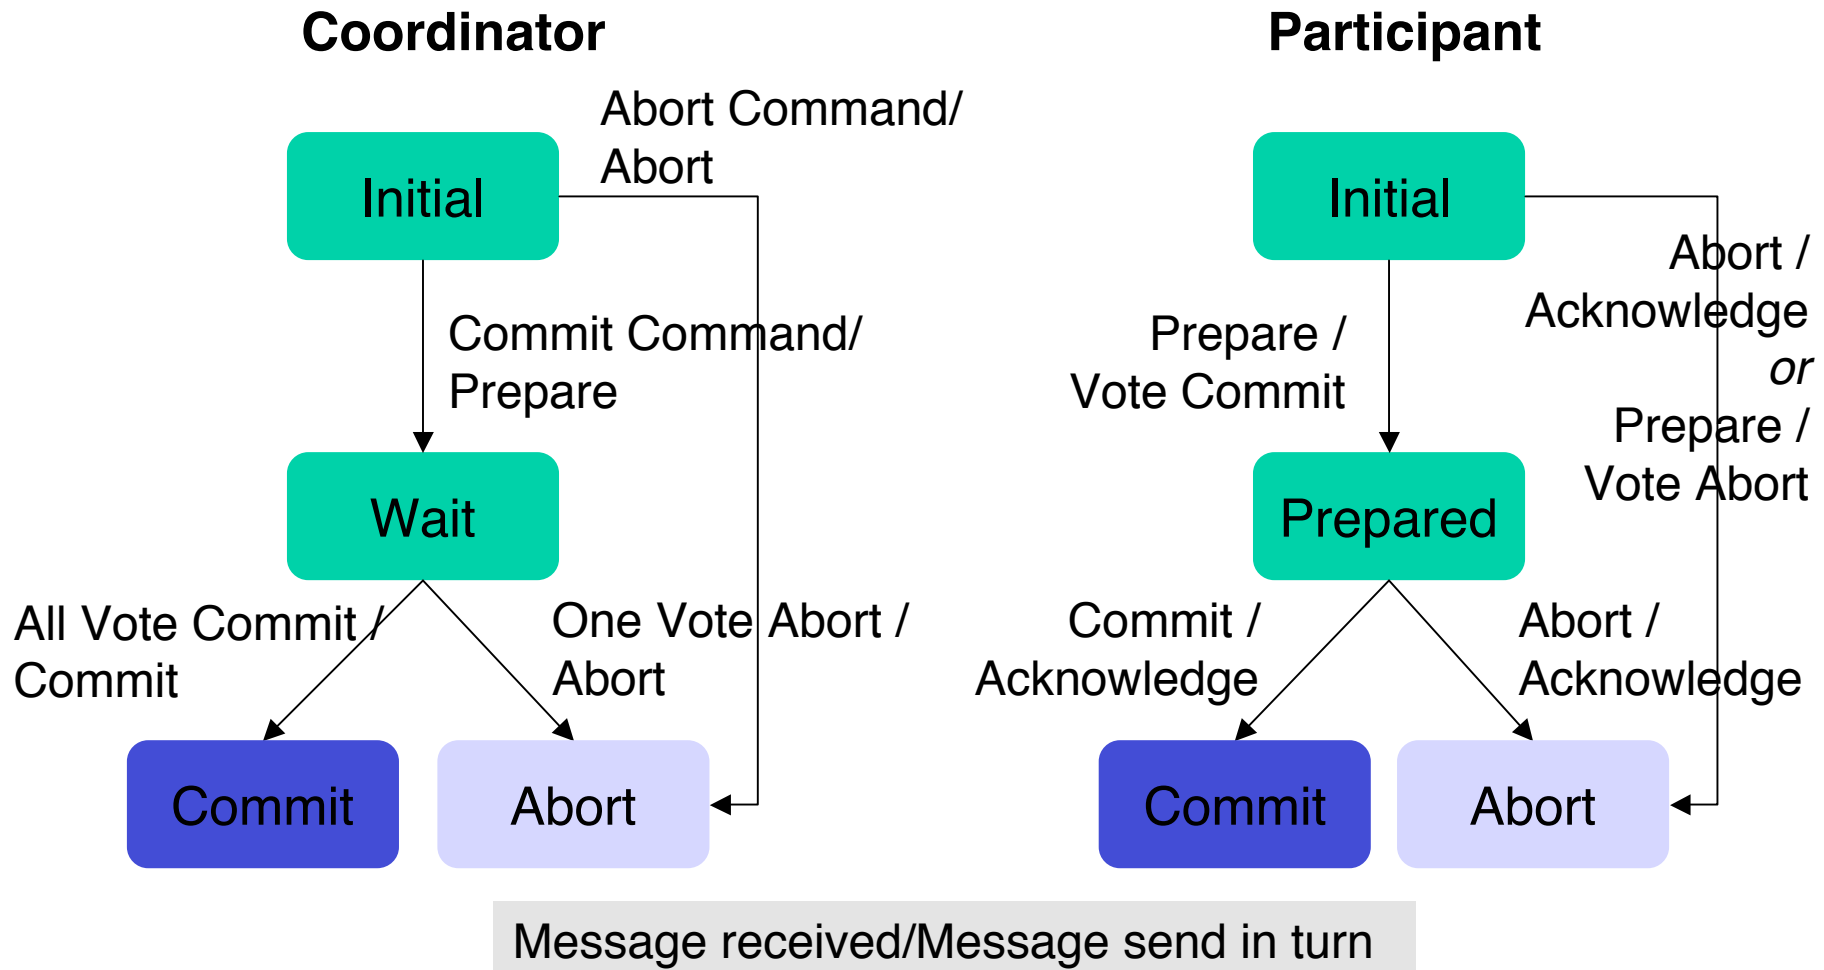 Coordinator
Abort Command/
Abort
Initial
Commit Command/
Prepare
Wait
All Vote Commit /
Commit
One Vote Abort /
Abort
Commit
Abort
Participant
Initial
Abort /
Acknowledge
or
Prepare /
Vote Abort
Prepare /
Vote Commit
Prepared
Commit /
Acknowledge
Abort /
Acknowledge
Commit
Abort
Message received/Message send in turn